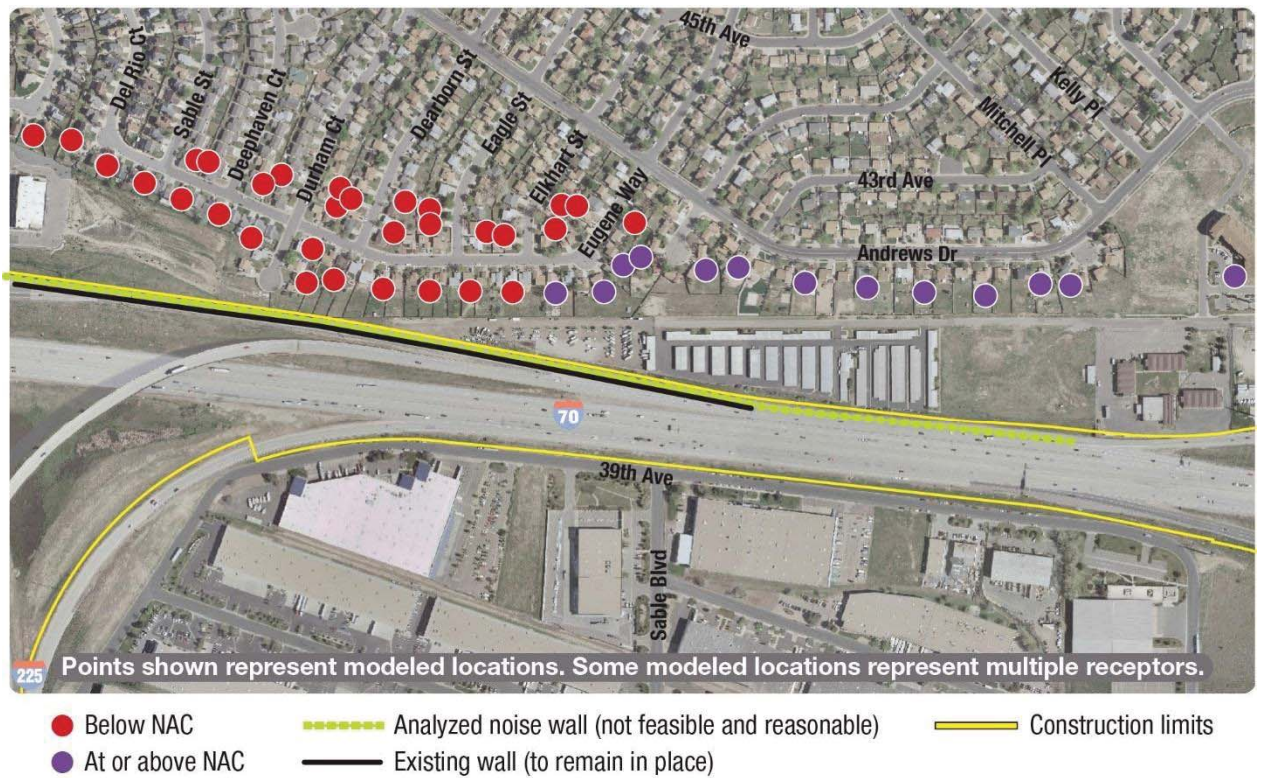 45th Ave
Kelly Pl
Mitchell Pl
Del Rio Ct
Sable St
Deephaven Ct
Durham Ct
Dearborn St
Eagle St
Elkhart St
Eugene Way
43rd Ave
Andrews Dr
70
39th Ave
Sable Blvd
225
Points shown represent modeled locations. Some modeled locations represent multiple receptors.
Below NAC
Analyzed noise wall (not feasible and reasonable)
Construction limits
At or above NAC
Existing wall (to remain in place)